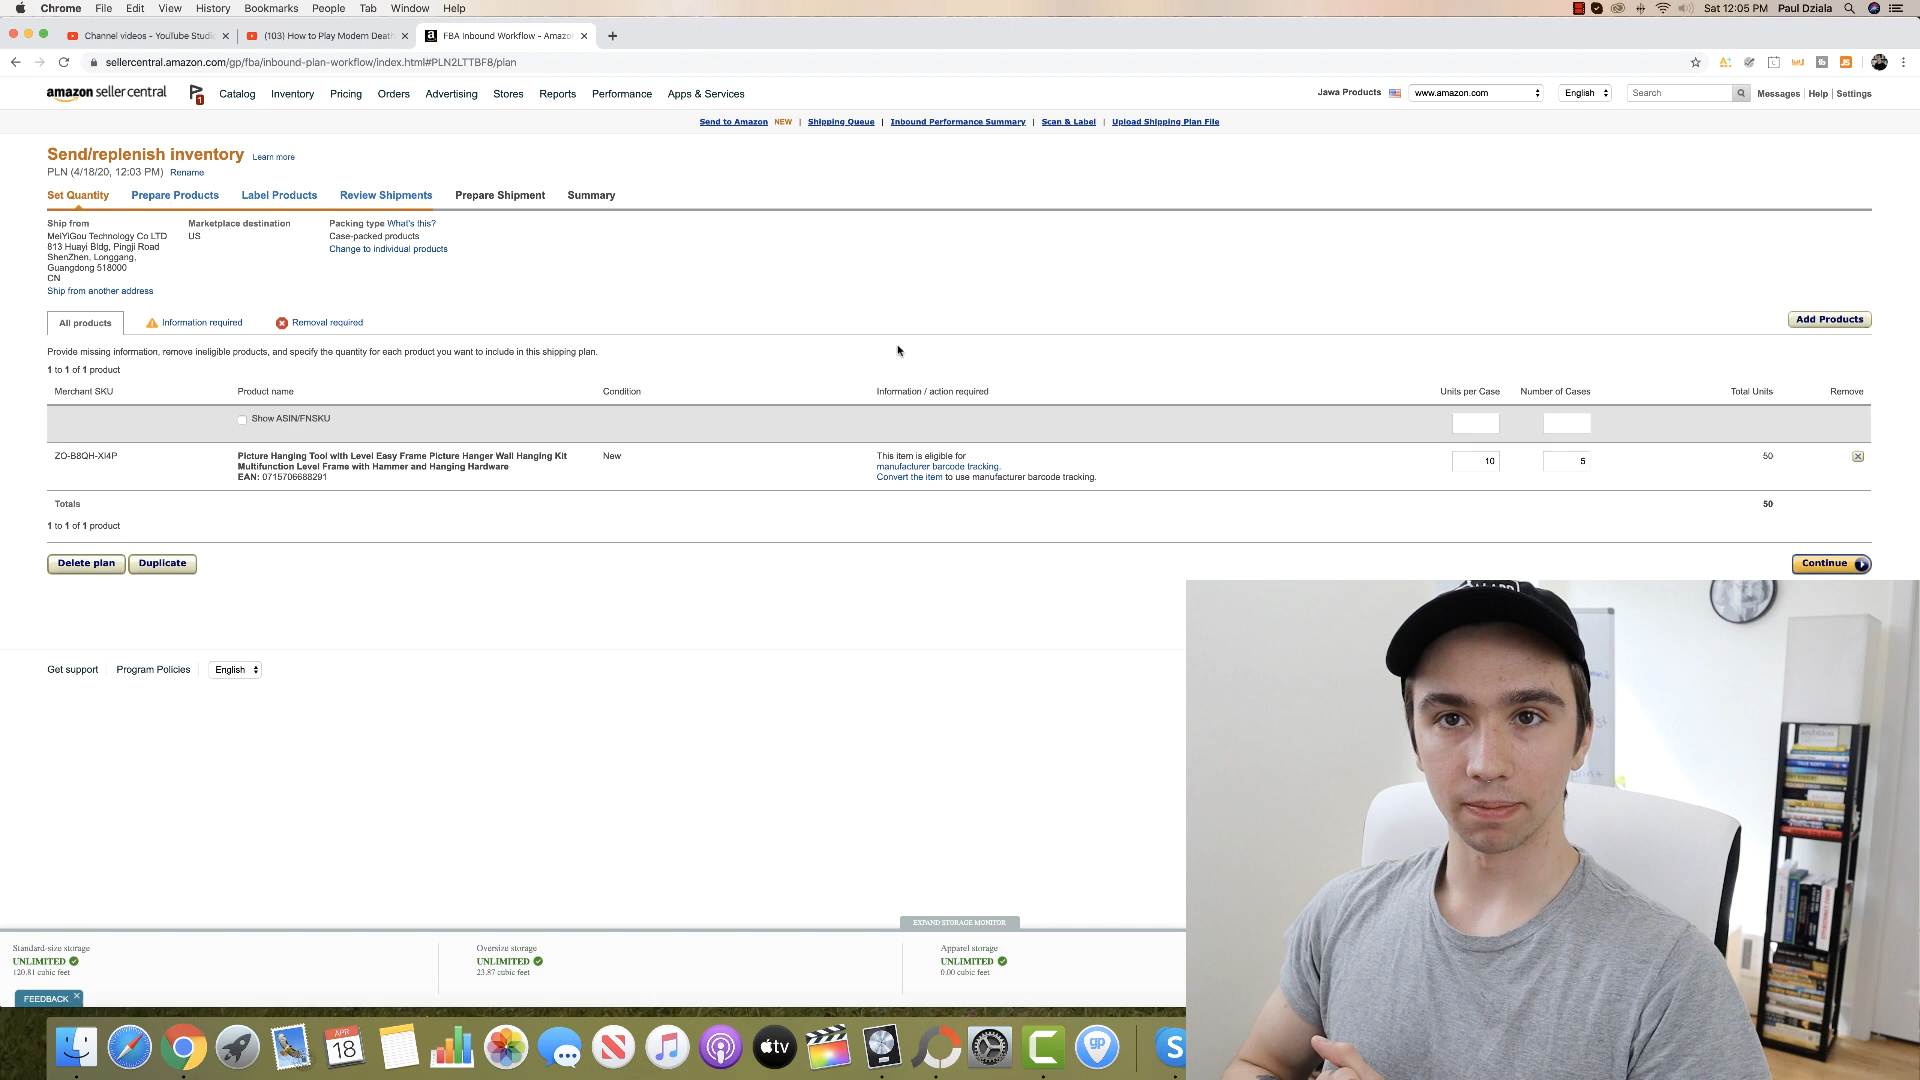 Chrome File Edit View History Bookmarks People Tab Window Help Sat 12:05 PM Paul Dziala
Channel videos - YouTube Studi (103) How to Play Modern Death FBA Inbound Workflow - Amazo
sellercentral.amazon.com/gp/fba/inbound-plan-workflow/index.html#PLN2LTTBF8/plan
amazon seller central 1 Catalog Inventory Pricing Orders Advertising Stores Reports Performance Apps & Services Jawa Products www.amazon.com English Search Messages | Help | Settings
Send to Amazon NEW | Shipping Queue | Inbound Performance Summary | Scan & Label | Upload Shipping Plan File
Send/replenish inventory Learn more
PLN (4/18/20, 12:03 PM) Rename
Set Quantity Prepare Products Label Products Review Shipments Prepare Shipment Summary
Ship from Marketplace destination Packing type What's this?
MeiYiGou Technology Co LTD US Case-packed products
813 Huayi Bldg, Pingji Road Change to individual products
ShenZhen, Longgang,
Guangdong 518000
CN
Ship from another address
All products Information required Removal required Add Products
Provide missing information, remove ineligible products, and specify the quantity for each product you want to include in this shipping plan.
1 to 1 of 1 product
Merchant SKU Product name Condition Information / action required Units per Case Number of Cases Total Units Remove
Show ASIN/FNSKU
ZO-B8QH-XI4P Picture Hanging Tool with Level Easy Frame Picture Hanger Wall Hanging Kit New This item is eligible for 10 5 50
Multifunction Level Frame with Hammer and Hanging Hardware manufacturer barcode tracking.
EAN: 0715706688291 Convert the item to use manufacturer barcode tracking.
Totals 50
1 to 1 of 1 product
Delete plan Duplicate Continue
Get support Program Policies English
EXPAND STORAGE MONITOR
Standard-size storage Oversize storage Apparel storage
UNLIMITED UNLIMITED UNLIMITED
120.81 cubic feet 23.87 cubic feet 0.00 cubic feet
FEEDBACK
APR
18
tv
gp
S